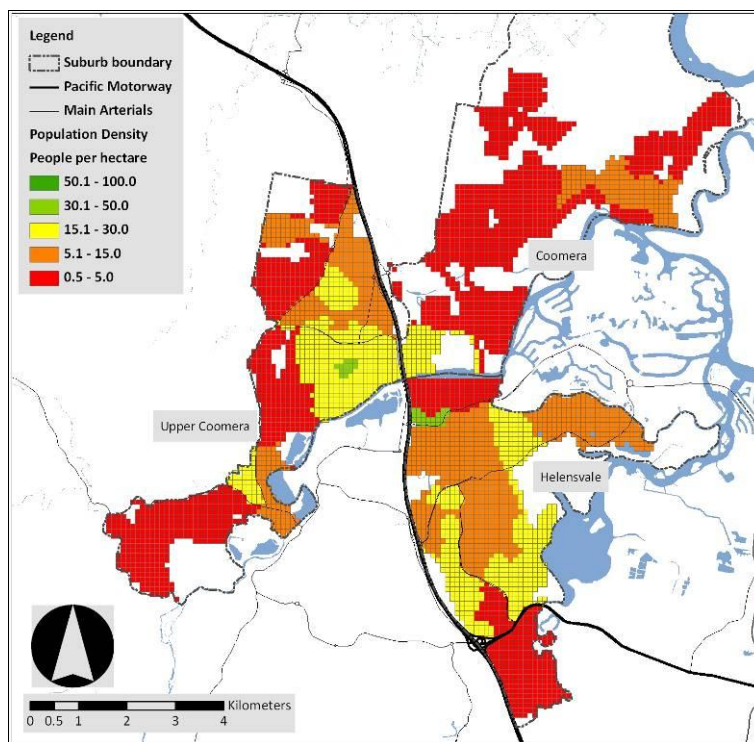 Legend
Suburb boundary
Pacific Motorway
Main Arterials
Population Density
People per hectare
50.1 - 100.0
30.1 - 50.0
15.1 - 30.0
5.1 - 15.0
0.5 - 5.0
Coomera
Upper Coomera
Helensvale
Kilometers
0 0.5 1 2 3 4